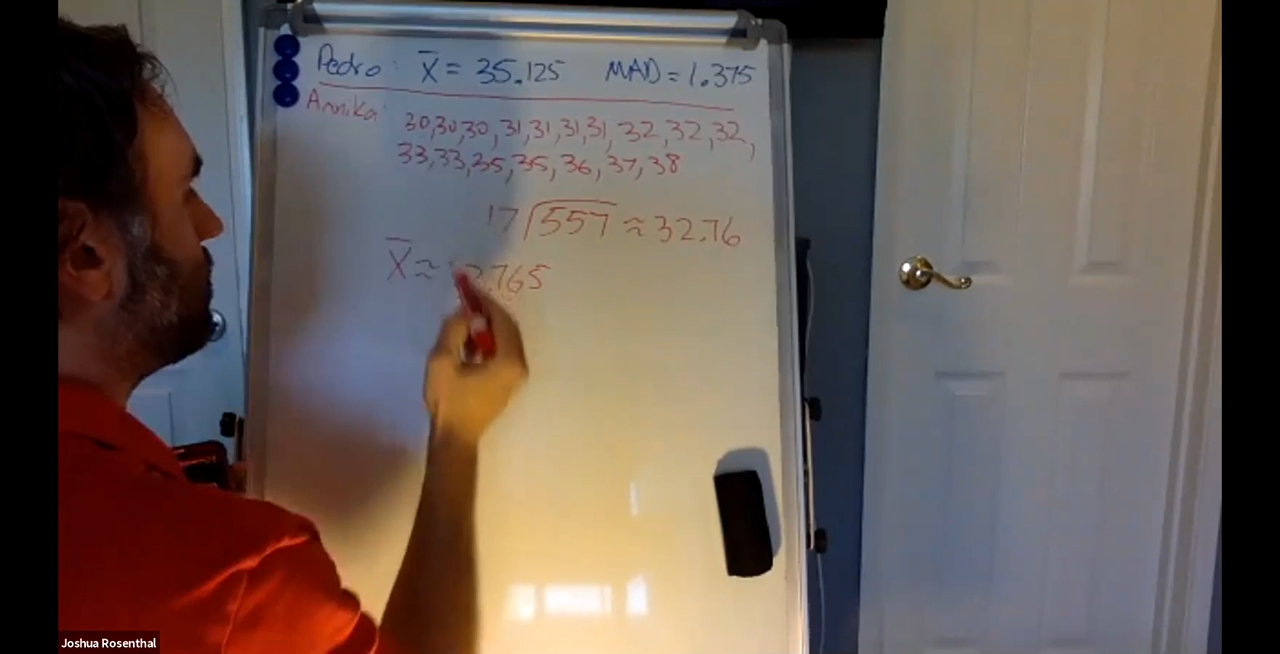 Pedro: x̄ = 35.125 MAD = 1.375
Annika: 30,30,30,31,31,31,31,32,32,32,
33,33,35,35,36,37,38
17)557 ≈ 32.76
x̄ ≈ 32.765
Joshua Rosenthal